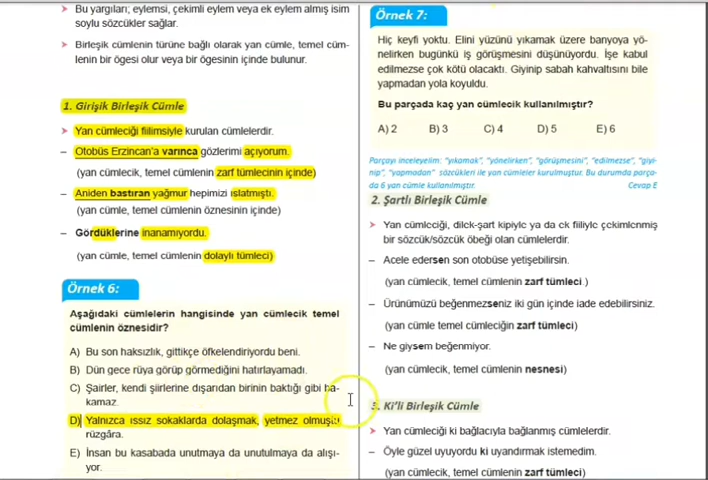 Bu yargıları; eylemsi, çekimli eylem veya ek eylem almış isim
soylu sözcükler sağlar.
Birleşik cümlenin türüne bağlı olarak yan cümle, temel cüm-
lenin bir ögesi olur veya bir ögesinin içinde bulunur.
1. Girişik Birleşik Cümle
Yan cümleciği fiilimsiyle kurulan cümlelerdir.
– Otobüs Erzincan'a varınca gözlerimi açıyorum.
(yan cümlecik, temel cümlenin zarf tümlecinin içinde)
– Aniden bastıran yağmur hepimizi ıslatmıştı.
(yan cümle, temel cümlenin öznesinin içinde)
– Gördüklerine inanamıyordu.
(yan cümle, temel cümlenin dolaylı tümleci)
Örnek 6:
Aşağıdaki cümlelerin hangisinde yan cümlecik temel
cümlenin öznesidir?
A) Bu son haksızlık, gittikçe öfkelendiriyordu beni.
B) Dün gece rüya görüp görmediğini hatırlayamadı.
C) Şairler, kendi şiirlerine dışarıdan birinin baktığı gibi ba-
kamaz.
D) Yalnızca ıssız sokaklarda dolaşmak, yetmez olmuştu
rüzgâra.
E) İnsan bu kasabada unutmaya da unutulmaya da alışı-
yor.
Örnek 7:
Hiç keyfi yoktu. Elini yüzünü yıkamak üzere banyoya yö-
nelirken bugünkü iş görüşmesini düşünüyordu. İşe kabul
edilmezse çok kötü olacaktı. Giyinip sabah kahvaltısını bile
yapmadan yola koyuldu.
Bu parçada kaç yan cümlecik kullanılmıştır?
A) 2 B) 3 C) 4 D) 5 E) 6
Parçayı inceleyelim: "yıkamak", "yönelirken", "görüşmesini", "edilmezse", "giyi-
nip", "yapmadan" sözcükleri ile yan cümleler kurulmuştur. Bu durumda parça-
da 6 yan cümle kullanılmıştır. Cevap E
2. Şartlı Birleşik Cümle
Yan cümleciği, dilek-şart kipiyle ya da ek fiiliyle çekimlenmiş
bir sözcük/sözcük öbeği olan cümlelerdir.
– Acele edersen son otobüse yetişebilirsin.
(yan cümlecik, temel cümlenin zarf tümleci.)
– Ürünümüzü beğenmezseniz iki gün içinde iade edebilirsiniz.
(yan cümle temel cümleciğin zarf tümleci)
– Ne giysem beğenmiyor.
(yan cümlecik, temel cümlenin nesnesi)
3. Ki'li Birleşik Cümle
Yan cümleciği ki bağlacıyla bağlanmış cümlelerdir.
– Öyle güzel uyuyordu ki uyandırmak istemedim.
(yan cümlecik, temel cümlenin zarf tümleci)